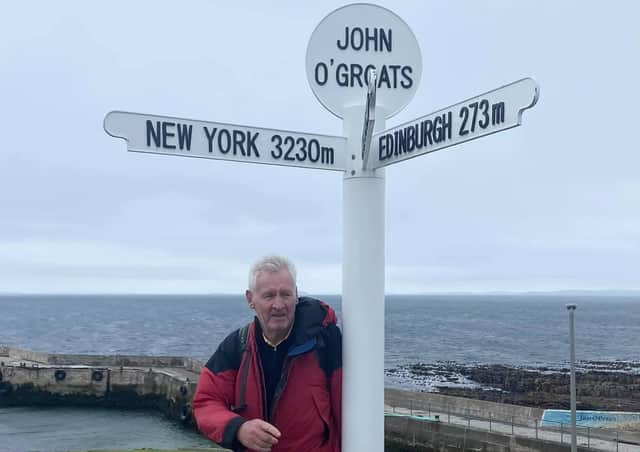 JOHN
O'GROATS
NEW YORK 3230m
EDINBURGH 273m